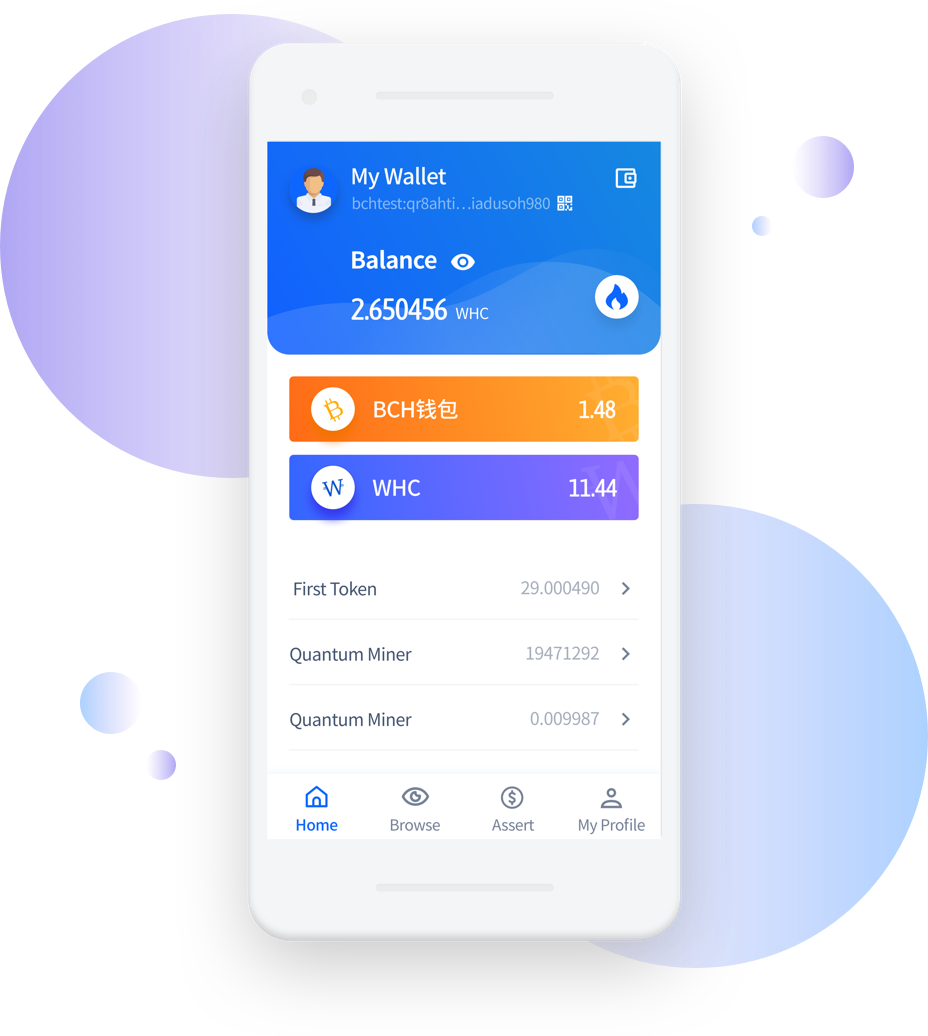 My Wallet
bchtest:qr8ahti...iadusoh980
Balance
2.650456 WHC
BCH钱包 1.48
WHC 11.44
First Token 29.000490
Quantum Miner 19471292
Quantum Miner 0.009987
Home Browse Assert My Profile